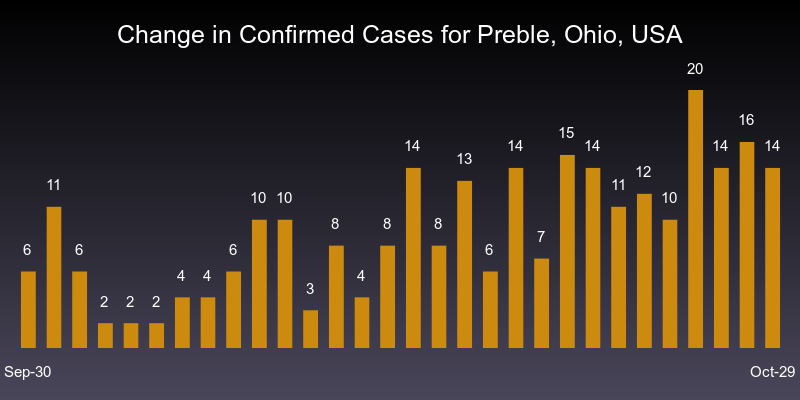 Change in Confirmed Cases for Preble, Ohio, USA
6 11 6 2 2 2 4 4 6 10 10 3 8 4 8 14 8 13 6 14 7 15 14 11 12 10 20 14 16 14
Sep-30 Oct-29